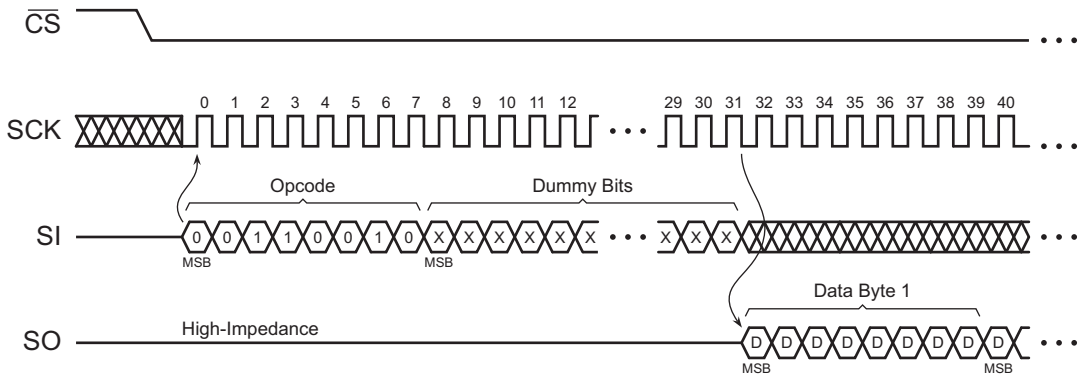 CS
0 1 2 3 4 5 6 7 8 9 10 11 12 29 30 31 32 33 34 35 36 37 38 39 40
SCK
Opcode Dummy Bits
SI 0 0 1 1 0 0 1 0 X X X X X X X X X
MSB MSB
Data Byte 1
High-Impedance
SO D D D D D D D D D
MSB MSB